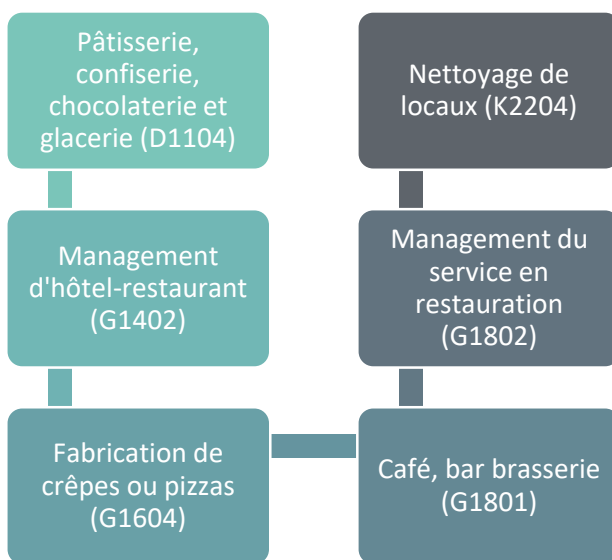 Pâtisserie,
confiserie,
chocolaterie et
glacerie (D1104)
Management
d'hôtel-restaurant
(G1402)
Fabrication de
crêpes ou pizzas
(G1604)
Café, bar brasserie
(G1801)
Management du
service en
restauration
(G1802)
Nettoyage de
locaux (K2204)